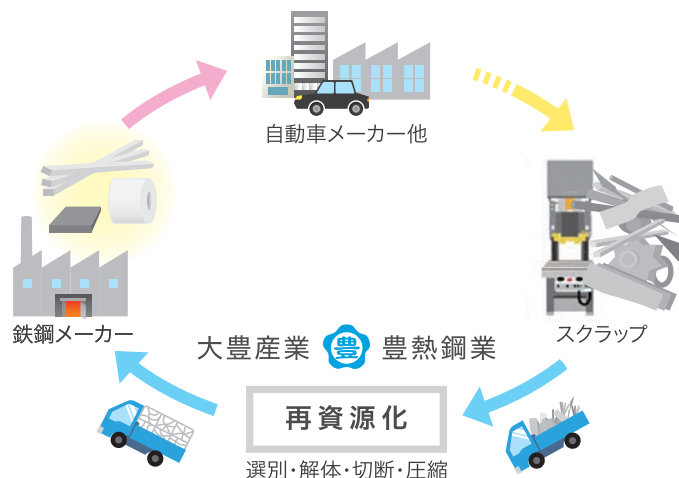 自動車メーカー他
鉄鋼メーカー
スクラップ
大豊産業 豊 豊熱鋼業
再資源化
選別・解体・切断・圧縮